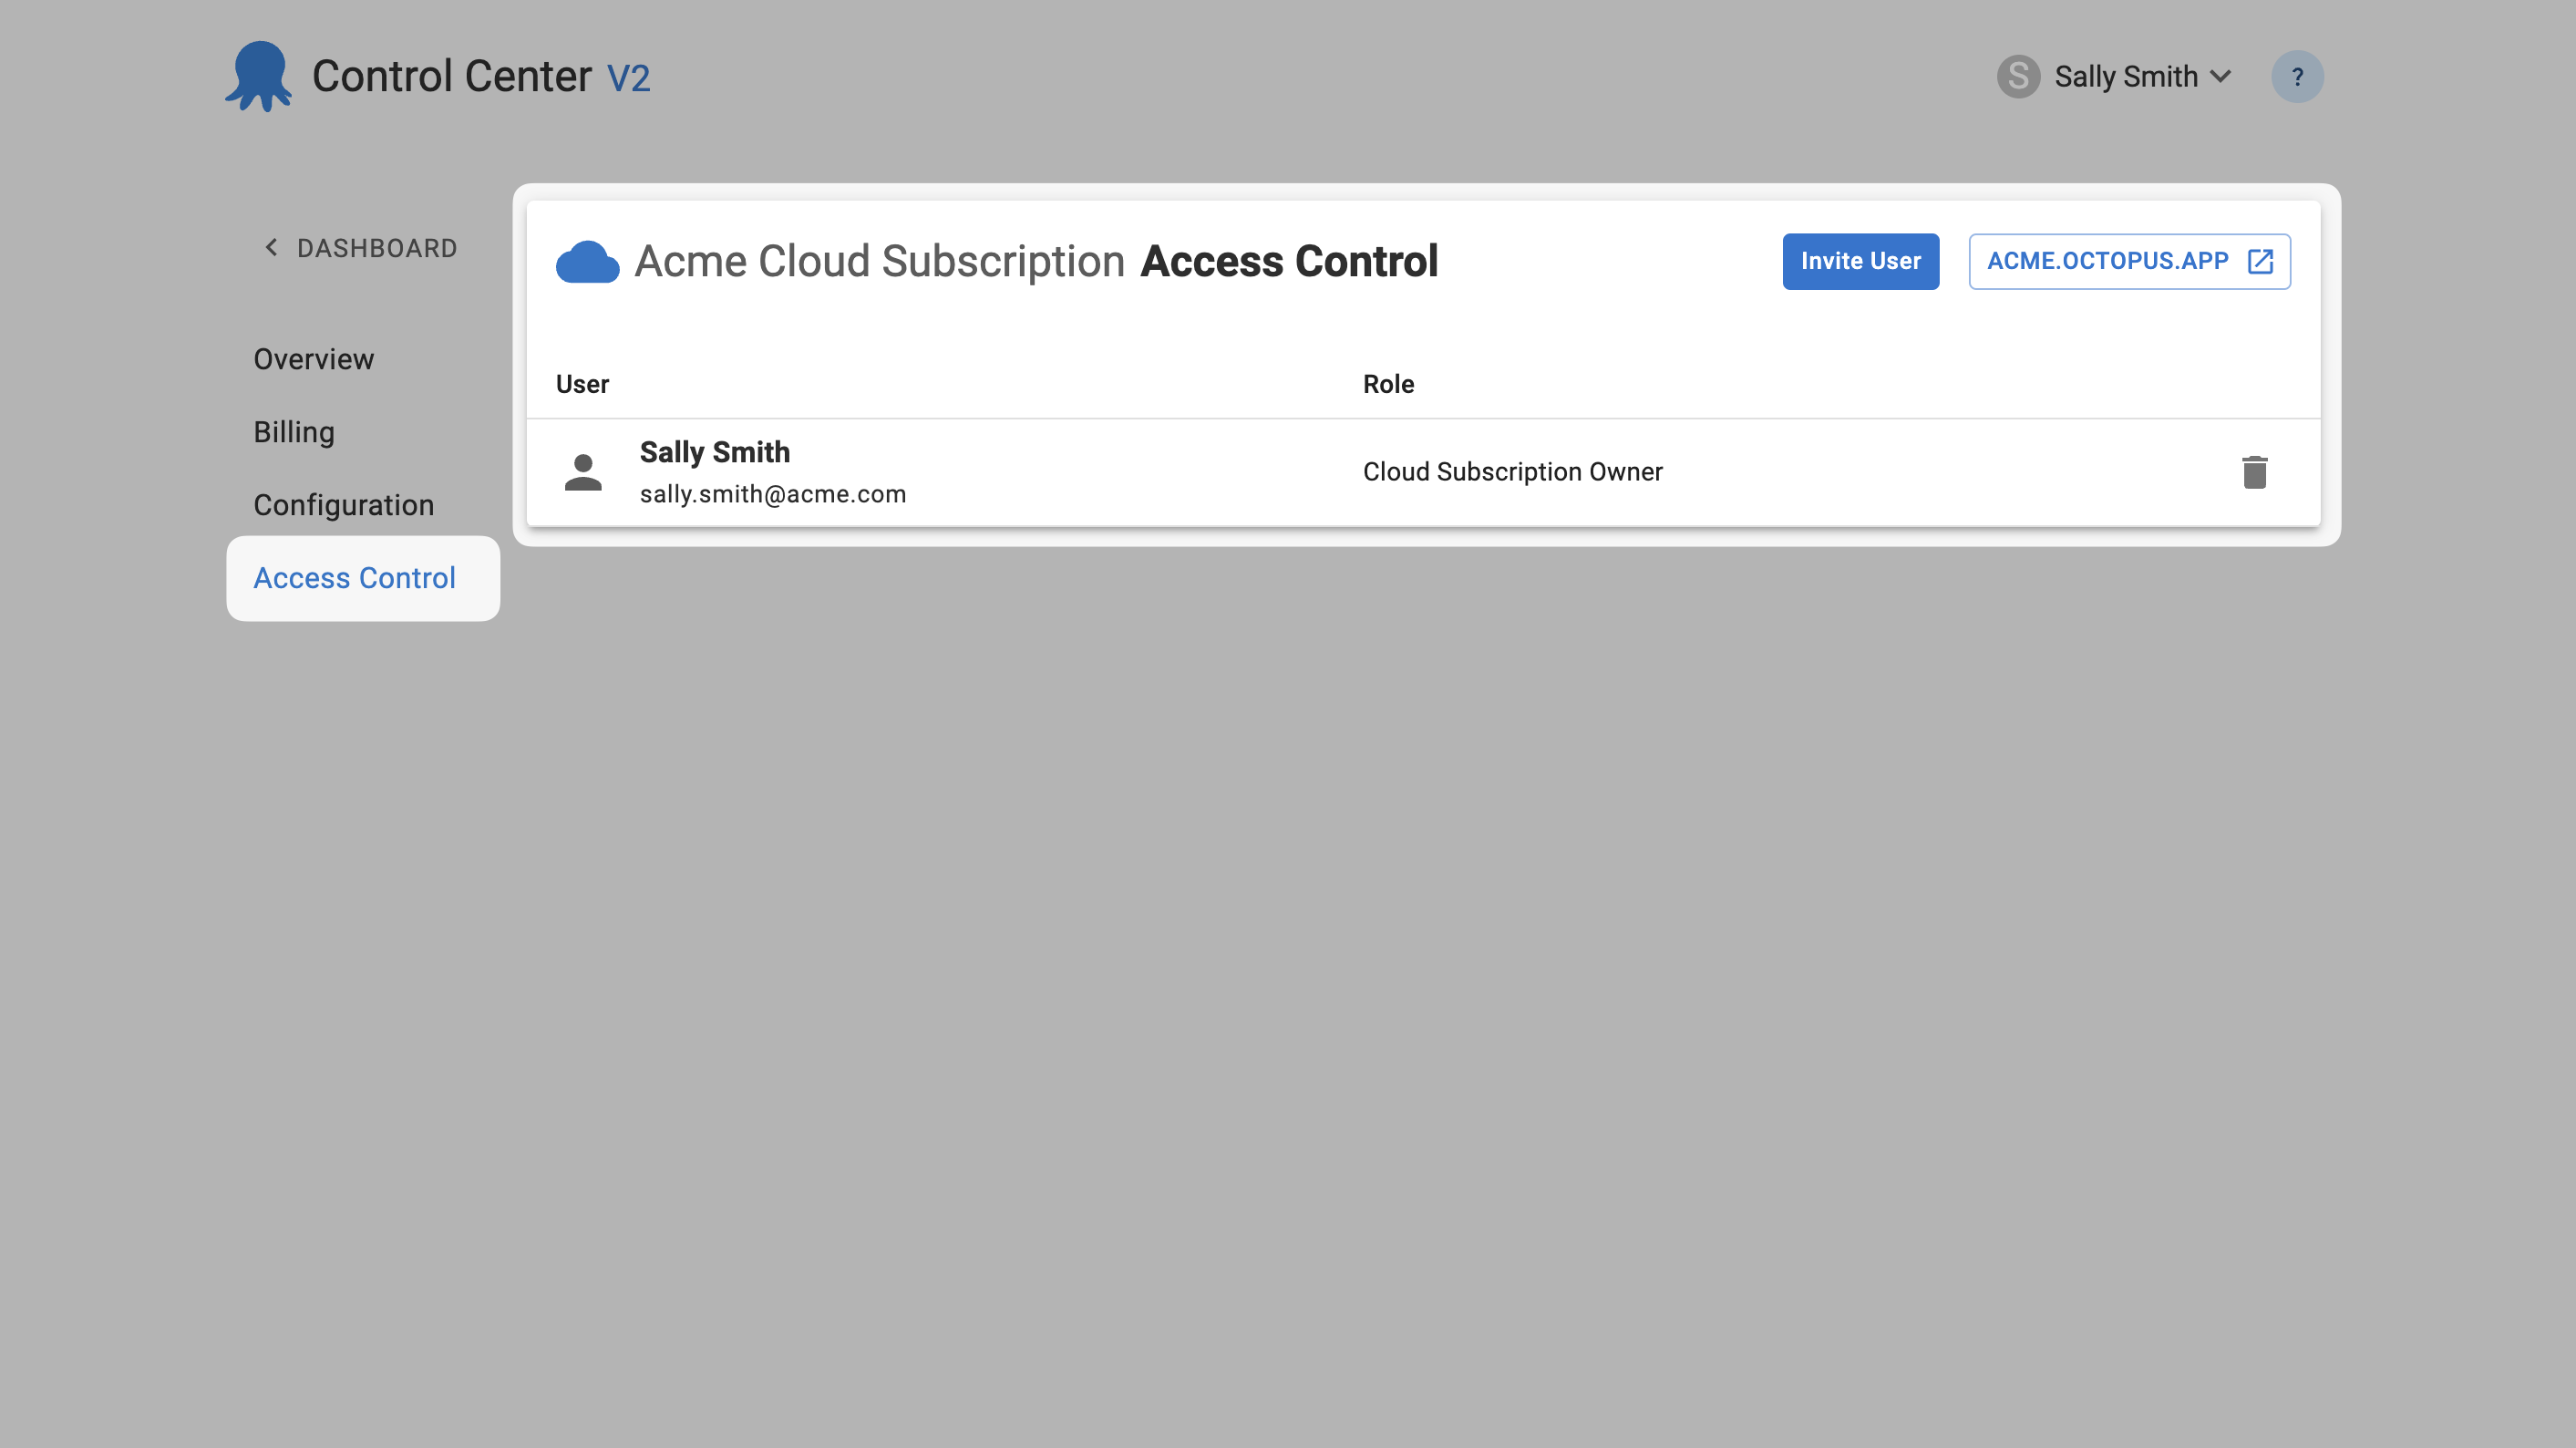 Control Center V2
S Sally Smith ?
DASHBOARD
Overview
Billing
Configuration
Access Control
Acme Cloud Subscription Access Control
Invite User
ACME.OCTOPUS.APP
User Role
Sally Smith
sally.smith@acme.com
Cloud Subscription Owner